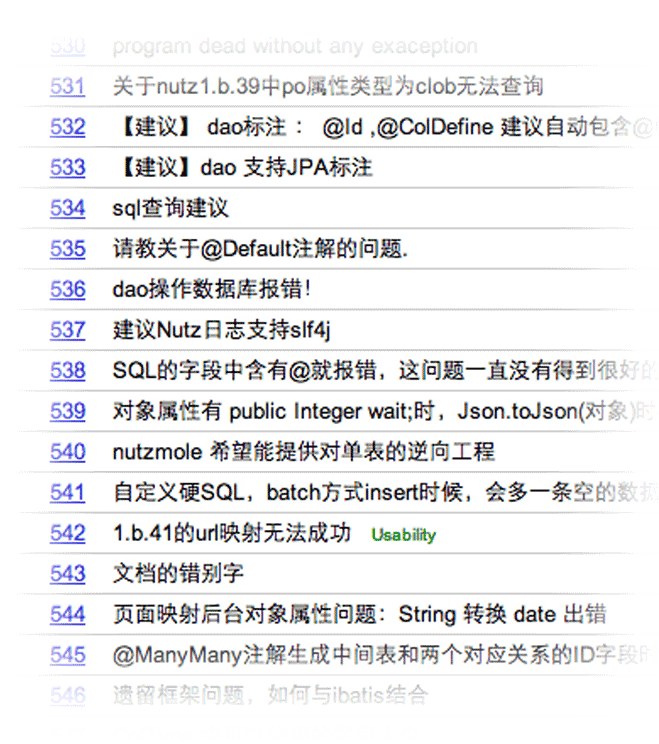 530 program dead without any exaception
531 关于nutz1.b.39中po属性类型为clob无法查询
532 【建议】 dao标注： @Id ,@ColDefine 建议自动包含@
533 【建议】dao 支持JPA标注
534 sql查询建议
535 请教关于@Default注解的问题.
536 dao操作数据库报错！
537 建议Nutz日志支持slf4j
538 SQL的字段中含有@就报错，这问题一直没有得到很好的
539 对象属性有 public Integer wait;时，Json.toJson(对象)时
540 nutzmole 希望能提供对单表的逆向工程
541 自定义硬SQL，batch方式insert时候，会多一条空的数据
542 1.b.41的url映射无法成功 Usability
543 文档的错别字
544 页面映射后台对象属性问题：String 转换 date 出错
545 @ManyMany注解生成中间表和两个对应关系的ID字段时
546 遗留框架问题，如何与ibatis结合